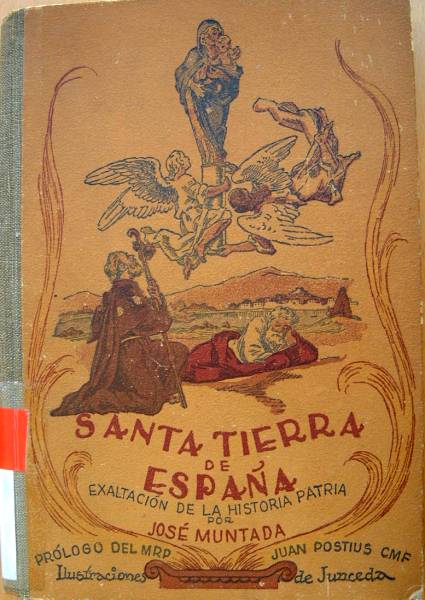 SANTA TIERRA
DE
ESPAÑA
EXALTACIÓN DE LA HISTORIA PATRIA
POR
JOSÉ MUNTADA
PRÓLOGO DEL MRP. JUAN POSTIUS CMF
Ilustraciones de Junceda